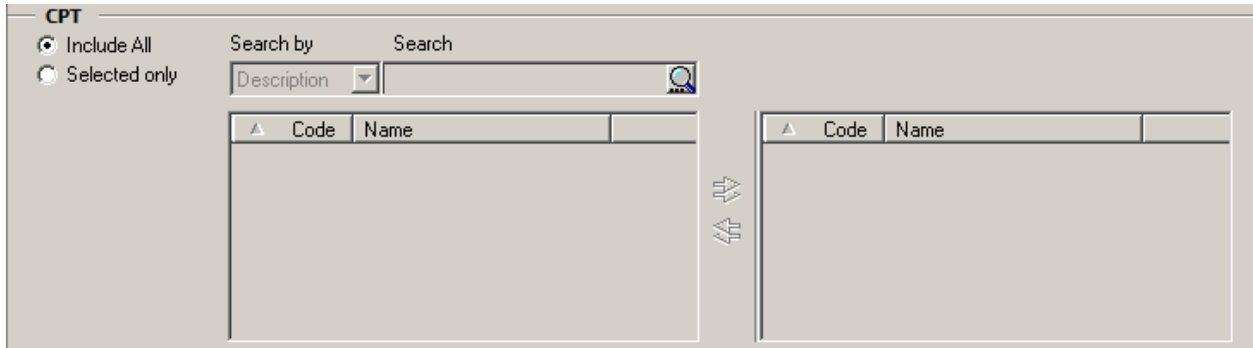 CPT
Include All
Selected only
Search by Search
Description
Code Name
Code Name